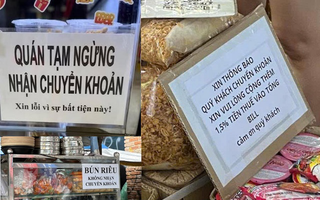 QUÁN TẠM NGỪNG
NHẬN CHUYỂN KHOẢN
Xin lỗi vì sự bất tiện này!
BÚN RIÊU
KHÔNG NHẬN
CHUYỂN KHOẢN
XIN THÔNG BÁO
QUÝ KHÁCH CHUYỂN KHOẢN
XIN VUI LÒNG CỘNG THÊM
1.5% TIỀN THUẾ VÀO TỔNG
BILL
cảm ơn quý khách